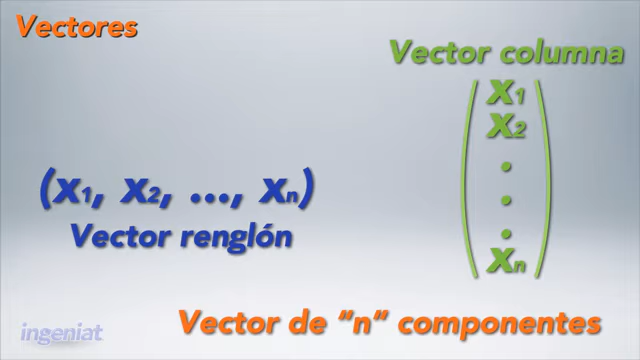 Vectores
Vector columna
x1
x2
.
.
.
xn
(x1, x2, ..., xn)
Vector renglón
Vector de “n” componentes
ingeniat